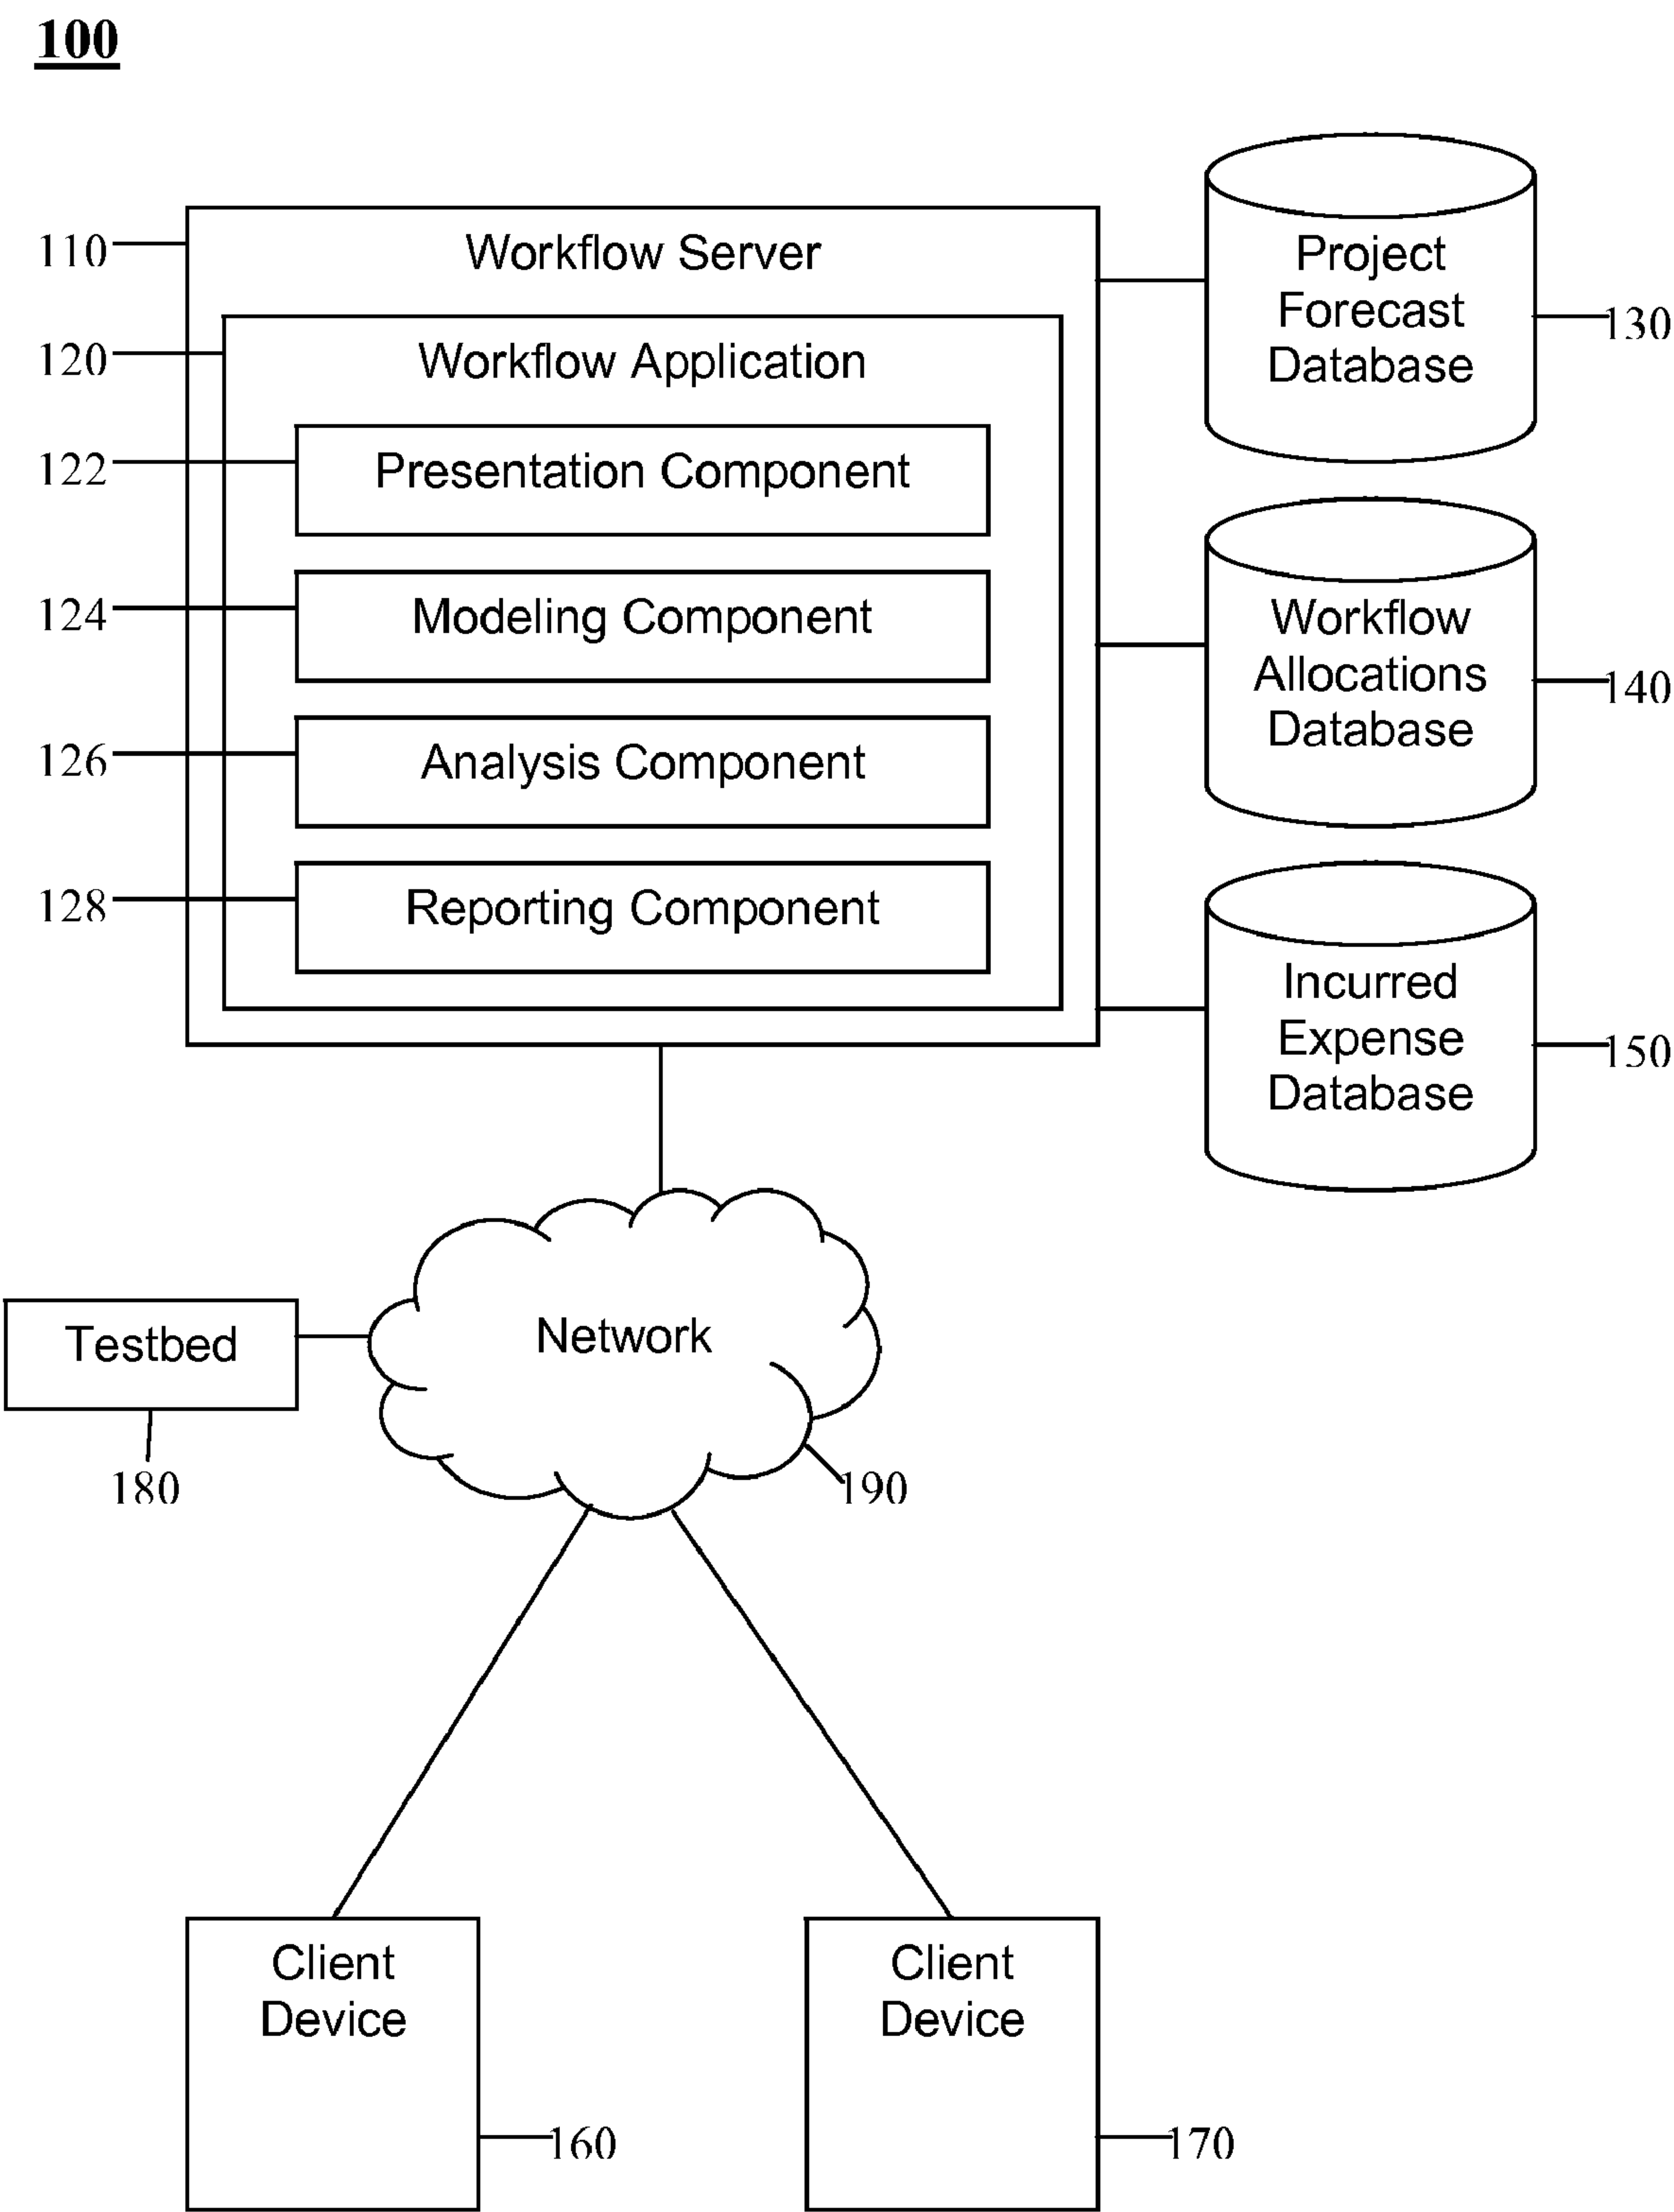 100
110
Workflow Server
120
Workflow Application
122
Presentation Component
124
Modeling Component
126
Analysis Component
128
Reporting Component
Project
Forecast
Database
130
Workflow
Allocations
Database
140
Incurred
Expense
Database
150
Testbed
180
Network
190
Client
Device
160
Client
Device
170